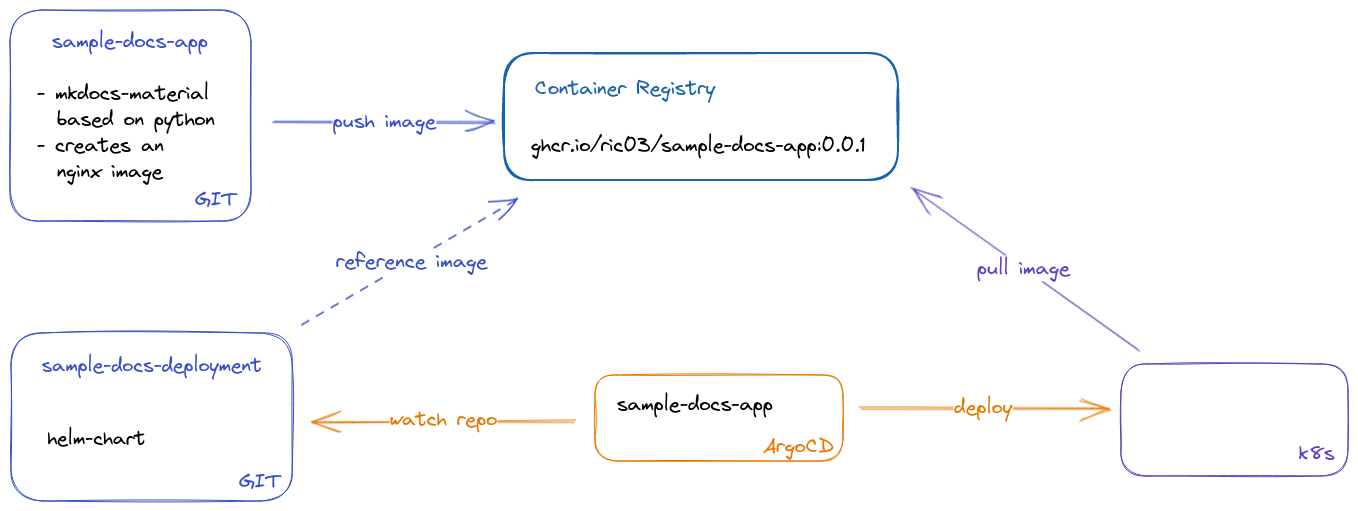 sample-docs-app
- mkdocs-material
based on python
- creates an
nginx image
GIT
push image
Container Registry
ghcr.io/ric03/sample-docs-app:0.0.1
reference image
pull image
sample-docs-deployment
helm-chart
GIT
watch repo
sample-docs-app
ArgoCD
deploy
k8s